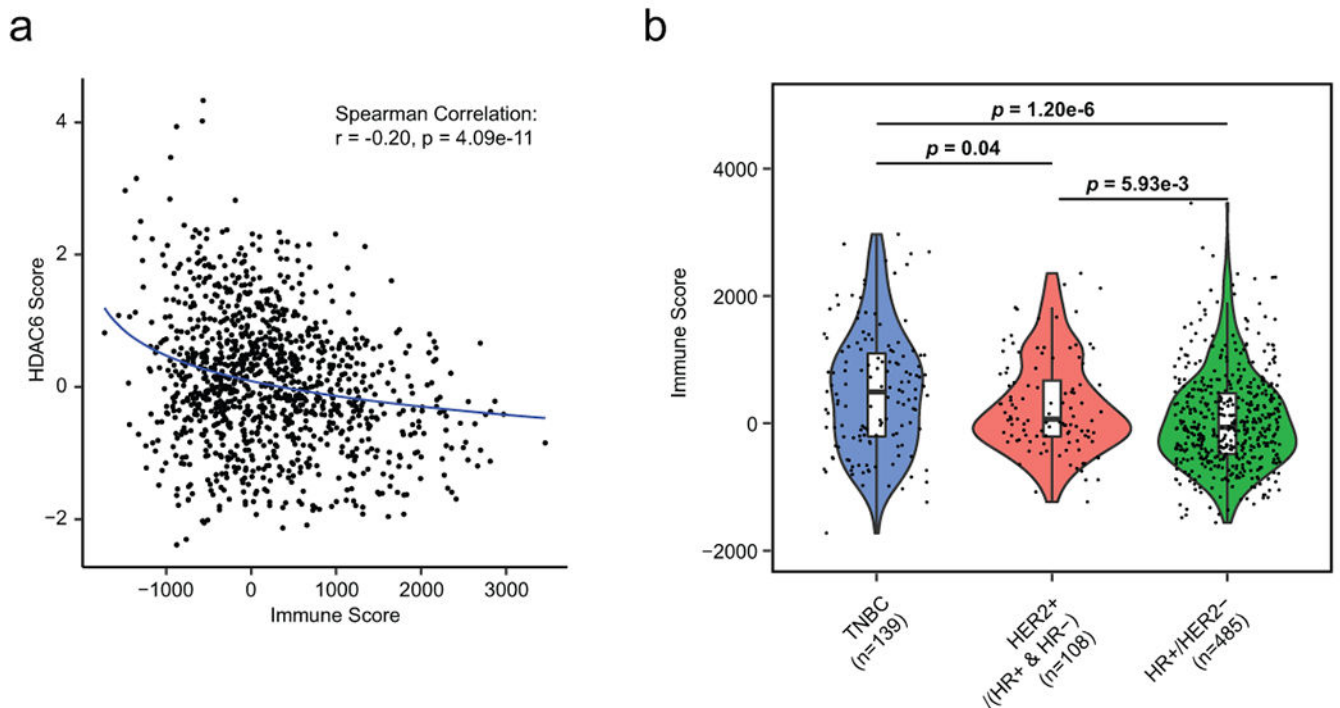 a
Spearman Correlation:
r = -0.20, p = 4.09e-11
4
2
0
−2
HDAC6 Score
−1000 0 1000 2000 3000
Immune Score
b
p = 1.20e-6
p = 0.04
p = 5.93e-3
4000
2000
0
−2000
Immune Score
TNBC
(n=139)
HER2+
/(HR+ & HR−)
(n=108)
HR+/HER2−
(n=485)